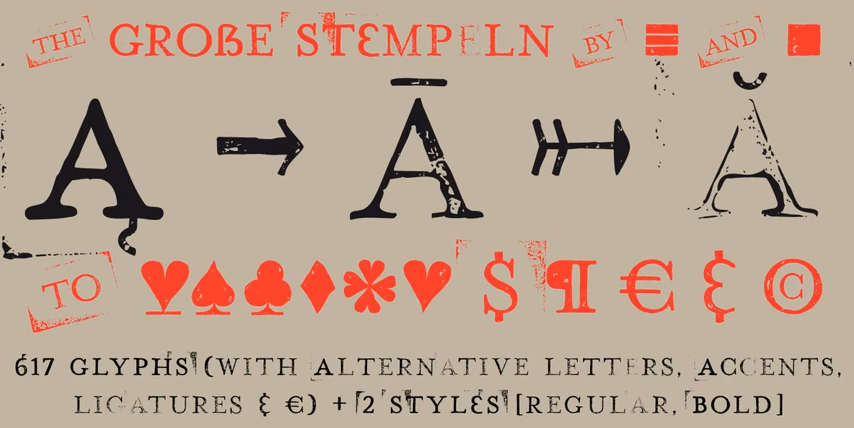 THE GROßE STEMPELN BY AND
Ą → Ā Ă
TO ♥♠♣♦♥ $ ¶ € & ©
617 GLYPHS (WITH ALTERNATIVE LETTERS, ACCENTS,
LIGATURES & €) + 2 STYLES [REGULAR, BOLD]